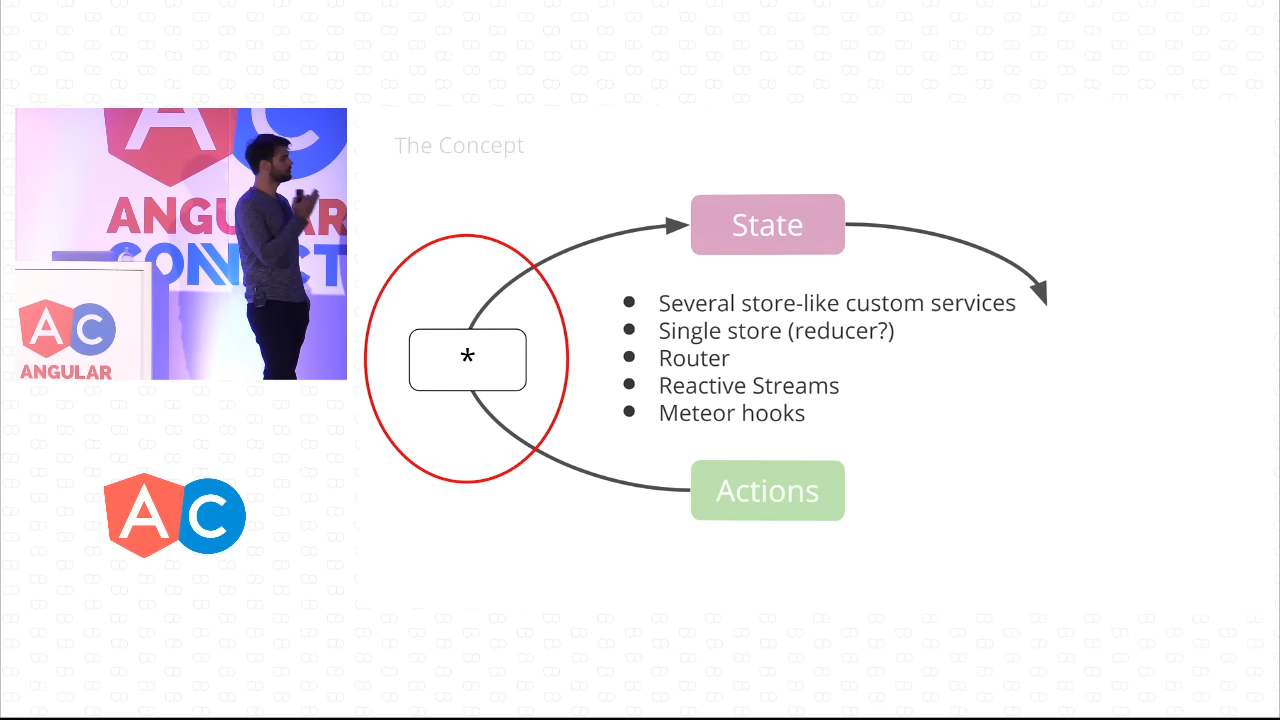 The Concept
State
*
Several store-like custom services
Single store (reducer?)
Router
Reactive Streams
Meteor hooks
Actions
AC
ANGULAR
CONNECT
AC
ANGULAR
AC